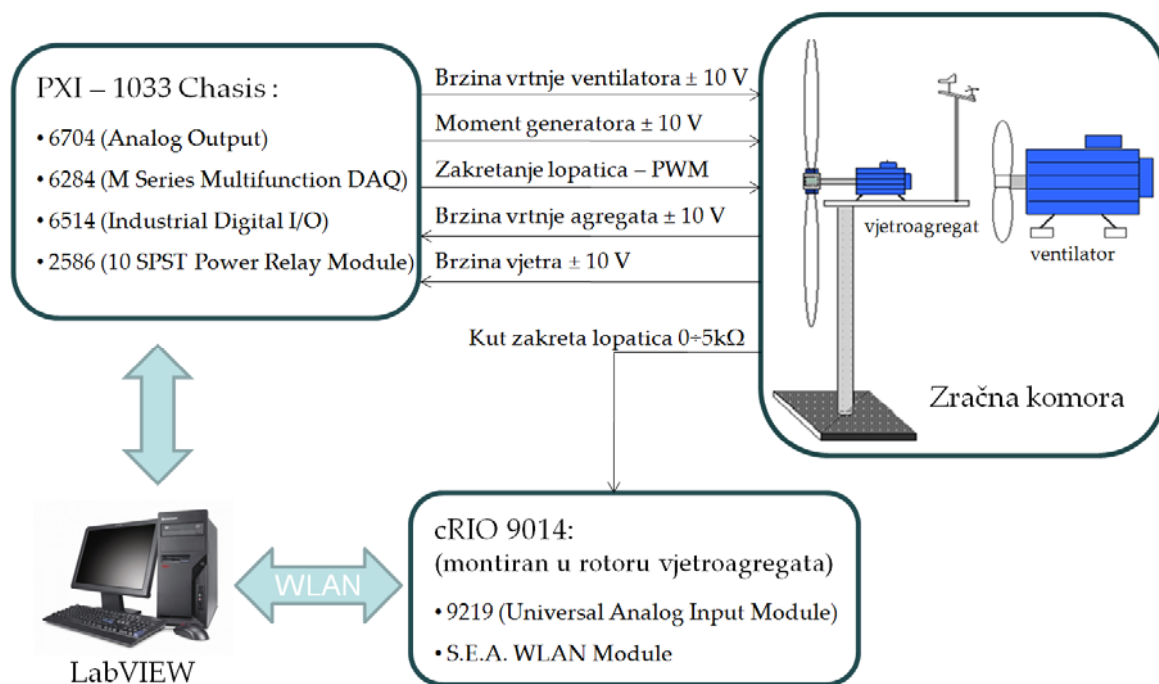 PXI – 1033 Chasis :
• 6704 (Analog Output)
• 6284 (M Series Multifunction DAQ)
• 6514 (Industrial Digital I/O)
• 2586 (10 SPST Power Relay Module)
Brzina vrtnje ventilatora ± 10 V
Moment generatora ± 10 V
Zakretanje lopatica – PWM
Brzina vrtnje agregata ± 10 V
Brzina vjetra ± 10 V
Kut zakreta lopatica 0÷5kΩ
vjetroagregat
ventilator
Zračna komora
cRIO 9014:
(montiran u rotoru vjetroagregata)
• 9219 (Universal Analog Input Module)
• S.E.A. WLAN Module
WLAN
LabVIEW